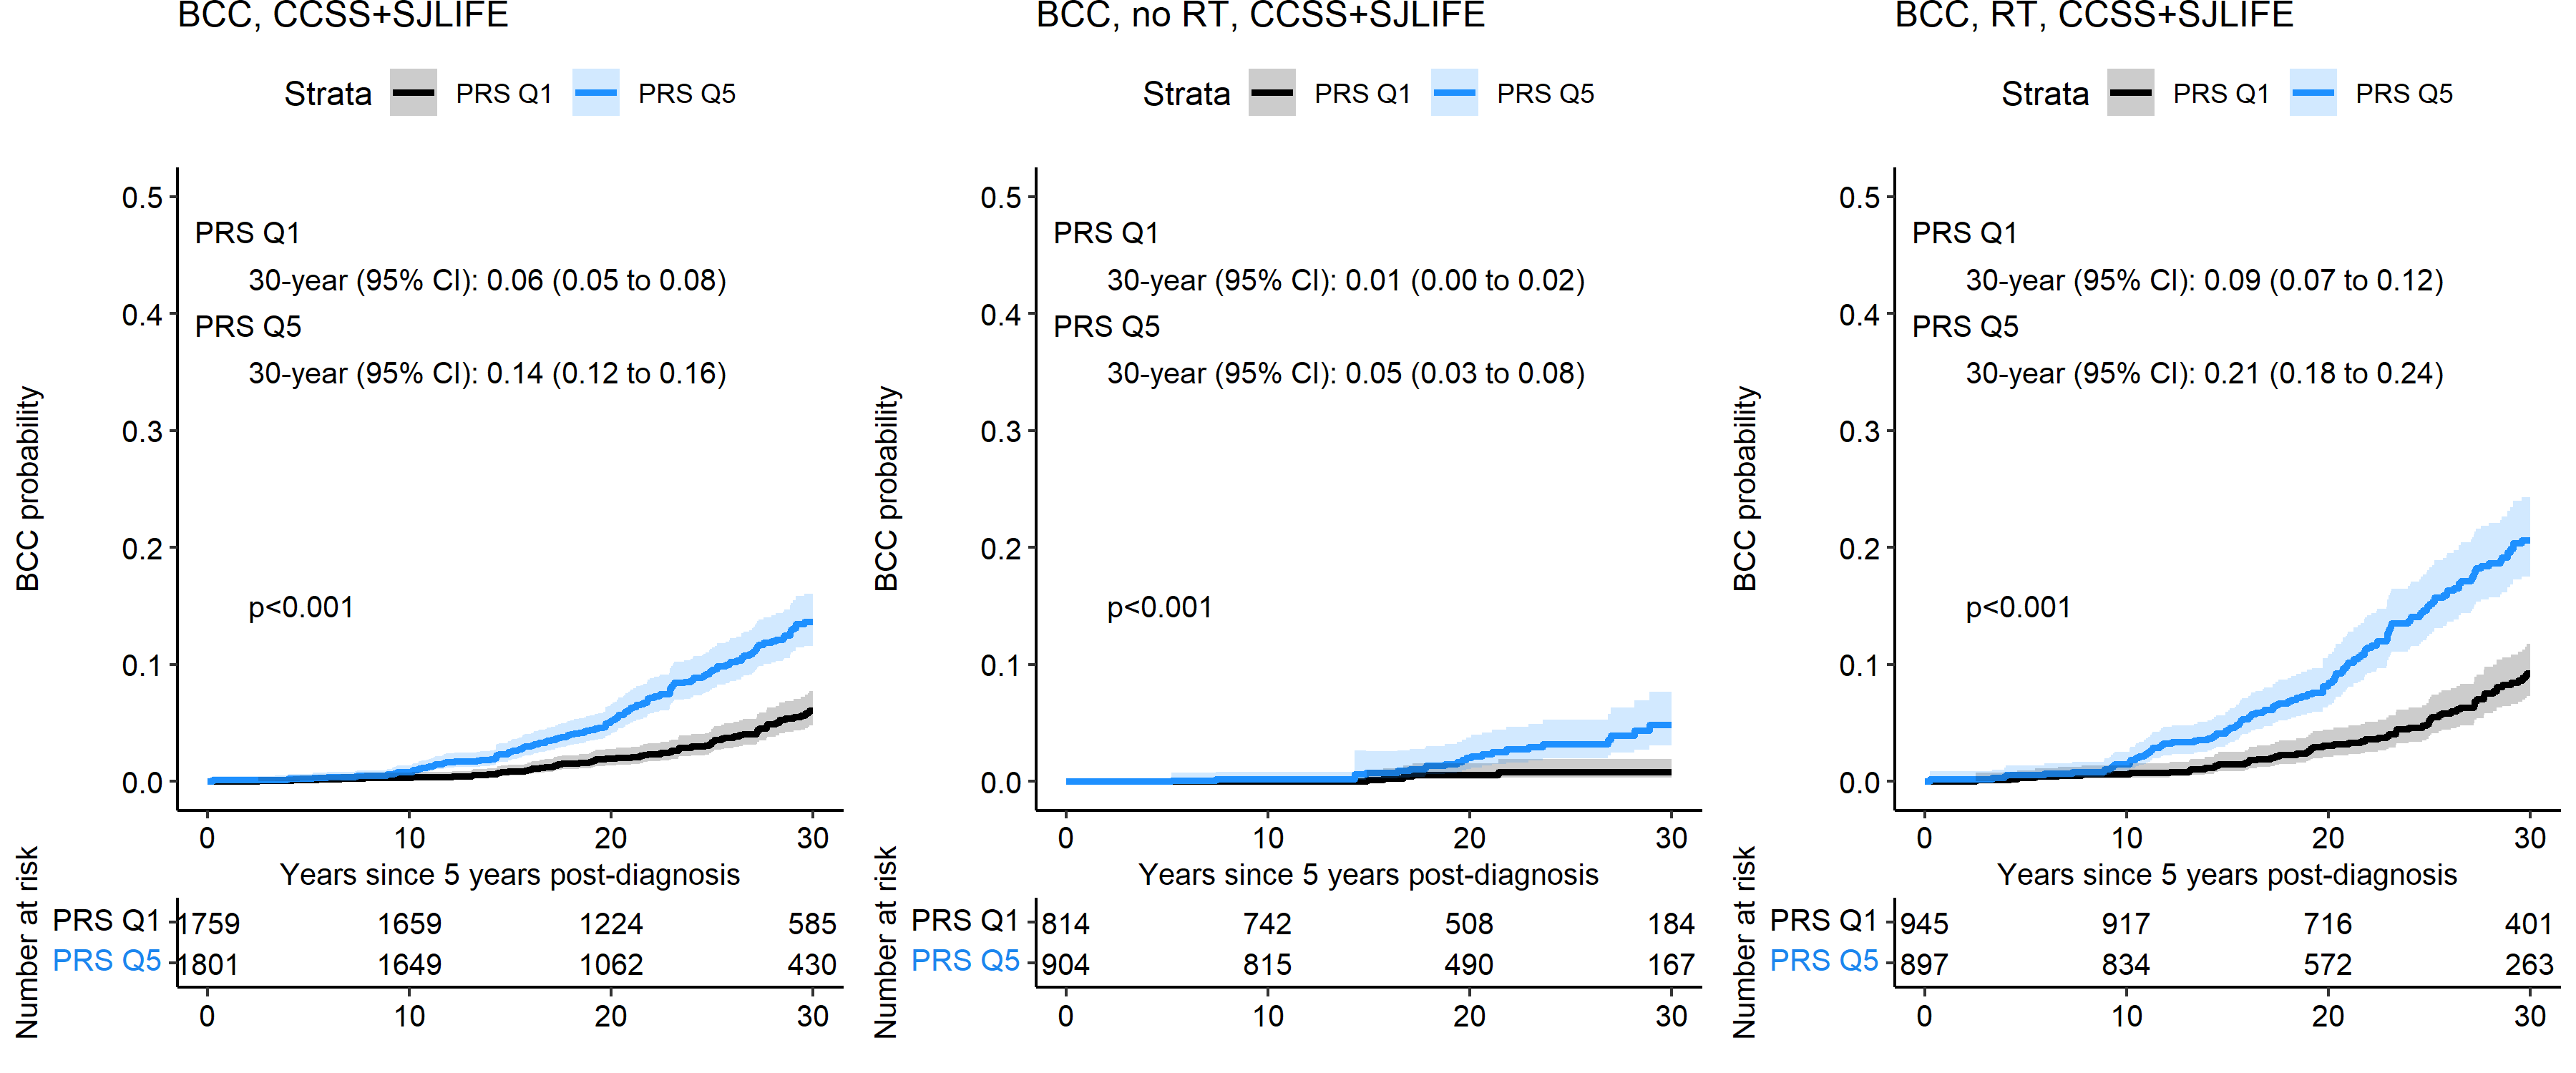 BCC, CCSS+SJLIFE
Strata PRS Q1 PRS Q5
0.5
PRS Q1
30-year (95% CI): 0.06 (0.05 to 0.08)
0.4
PRS Q5
30-year (95% CI): 0.14 (0.12 to 0.16)
0.3
0.2
p<0.001
0.1
0.0
BCC probability
0 10 20 30
Years since 5 years post-diagnosis
Number at risk
PRS Q1 1759 1659 1224 585
PRS Q5 1801 1649 1062 430
0 10 20 30
BCC, no RT, CCSS+SJLIFE
Strata PRS Q1 PRS Q5
0.5
PRS Q1
30-year (95% CI): 0.01 (0.00 to 0.02)
0.4
PRS Q5
30-year (95% CI): 0.05 (0.03 to 0.08)
0.3
0.2
p<0.001
0.1
0.0
BCC probability
0 10 20 30
Years since 5 years post-diagnosis
Number at risk
PRS Q1 814 742 508 184
PRS Q5 904 815 490 167
0 10 20 30
BCC, RT, CCSS+SJLIFE
Strata PRS Q1 PRS Q5
0.5
PRS Q1
30-year (95% CI): 0.09 (0.07 to 0.12)
0.4
PRS Q5
30-year (95% CI): 0.21 (0.18 to 0.24)
0.3
0.2
p<0.001
0.1
0.0
BCC probability
0 10 20 30
Years since 5 years post-diagnosis
Number at risk
PRS Q1 945 917 716 401
PRS Q5 897 834 572 263
0 10 20 30